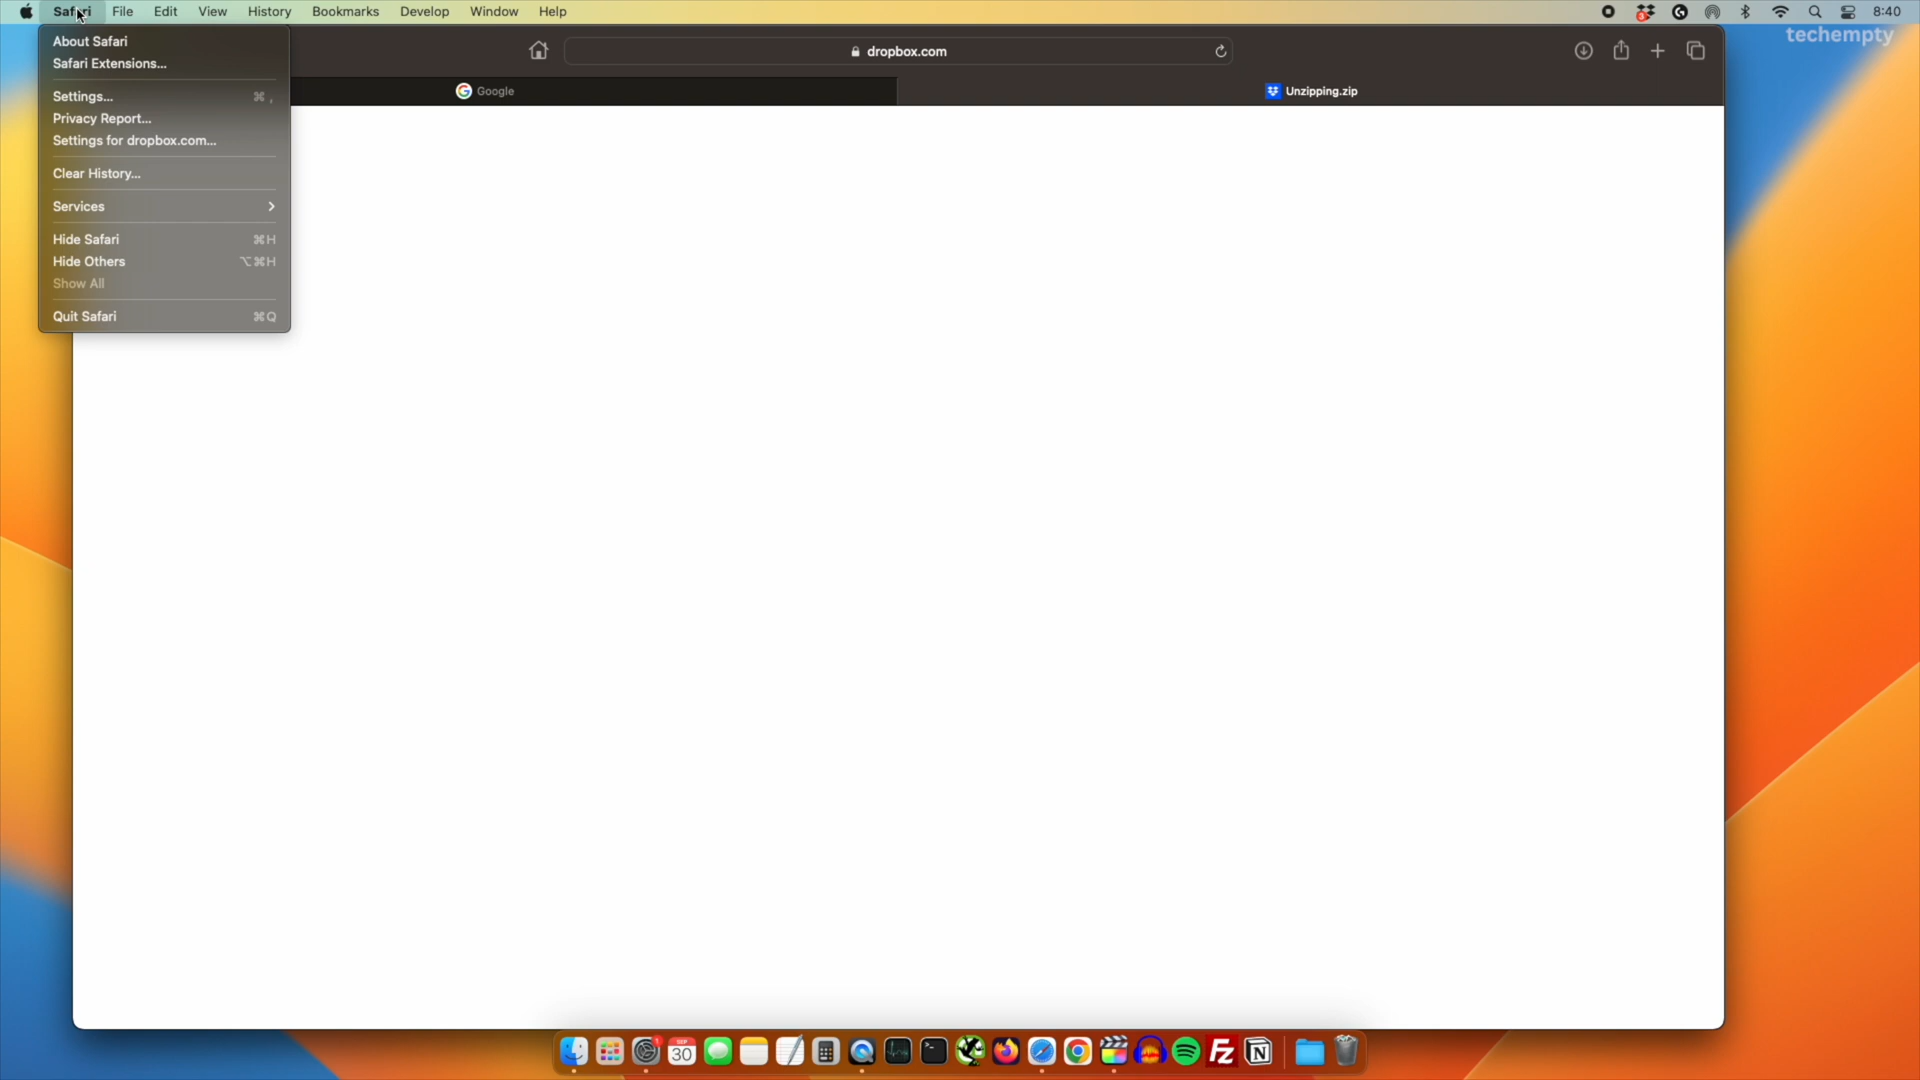 Safari File Edit View History Bookmarks Develop Window Help 8:40
techempty
About Safari
Safari Extensions...
Settings... ⌘ ,
Privacy Report...
Settings for dropbox.com...
Clear History...
Services
Hide Safari ⌘H
Hide Others ⌥⌘H
Show All
Quit Safari ⌘Q
dropbox.com
Google
Unzipping.zip
SEP
30